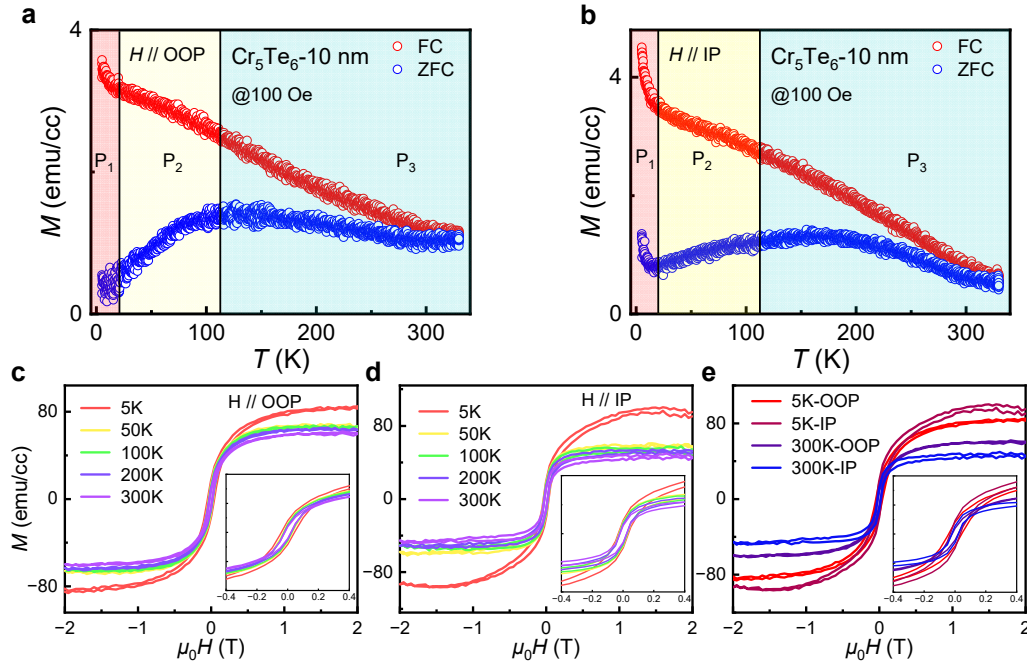 a
4
M (emu/cc)
0
H // OOP
Cr₅Te₆-10 nm
@100 Oe
FC
ZFC
P₁
P₂
P₃
0
100
200
300
T (K)
b
4
M (emu/cc)
0
H // IP
Cr₅Te₆-10 nm
@100 Oe
FC
ZFC
P₁
P₂
P₃
0
100
200
300
T (K)
c
M (emu/cc)
80
0
−80
H // OOP
5K
50K
100K
200K
300K
−0.4 −0.2 0.0 0.2 0.4
−2 −1 0 1 2
μ₀H (T)
d
80
0
−80
H // IP
5K
50K
100K
200K
300K
−0.4 −0.2 0.0 0.2 0.4
−2 −1 0 1 2
μ₀H (T)
e
80
0
−80
5K-OOP
5K-IP
300K-OOP
300K-IP
−0.4 −0.2 0.0 0.2 0.4
−2 −1 0 1 2
μ₀H (T)